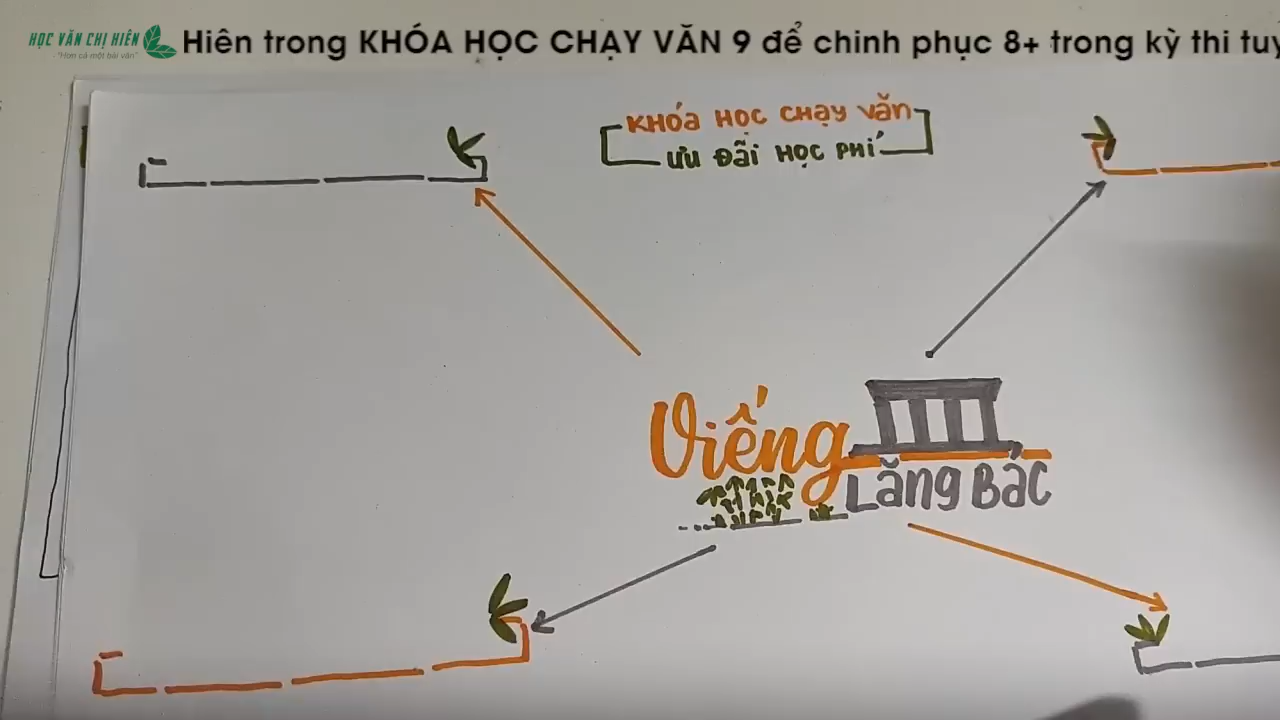 HỌC VĂN CHỊ HIÊN
"Hơn cả một bài văn"
Hiên trong KHÓA HỌC CHẠY VĂN 9 để chinh phục 8+ trong kỳ thi tuy
KHÓA HỌC CHẠY VĂN
ƯU ĐÃI HỌC PHÍ
Viếng
LĂNG BÁC